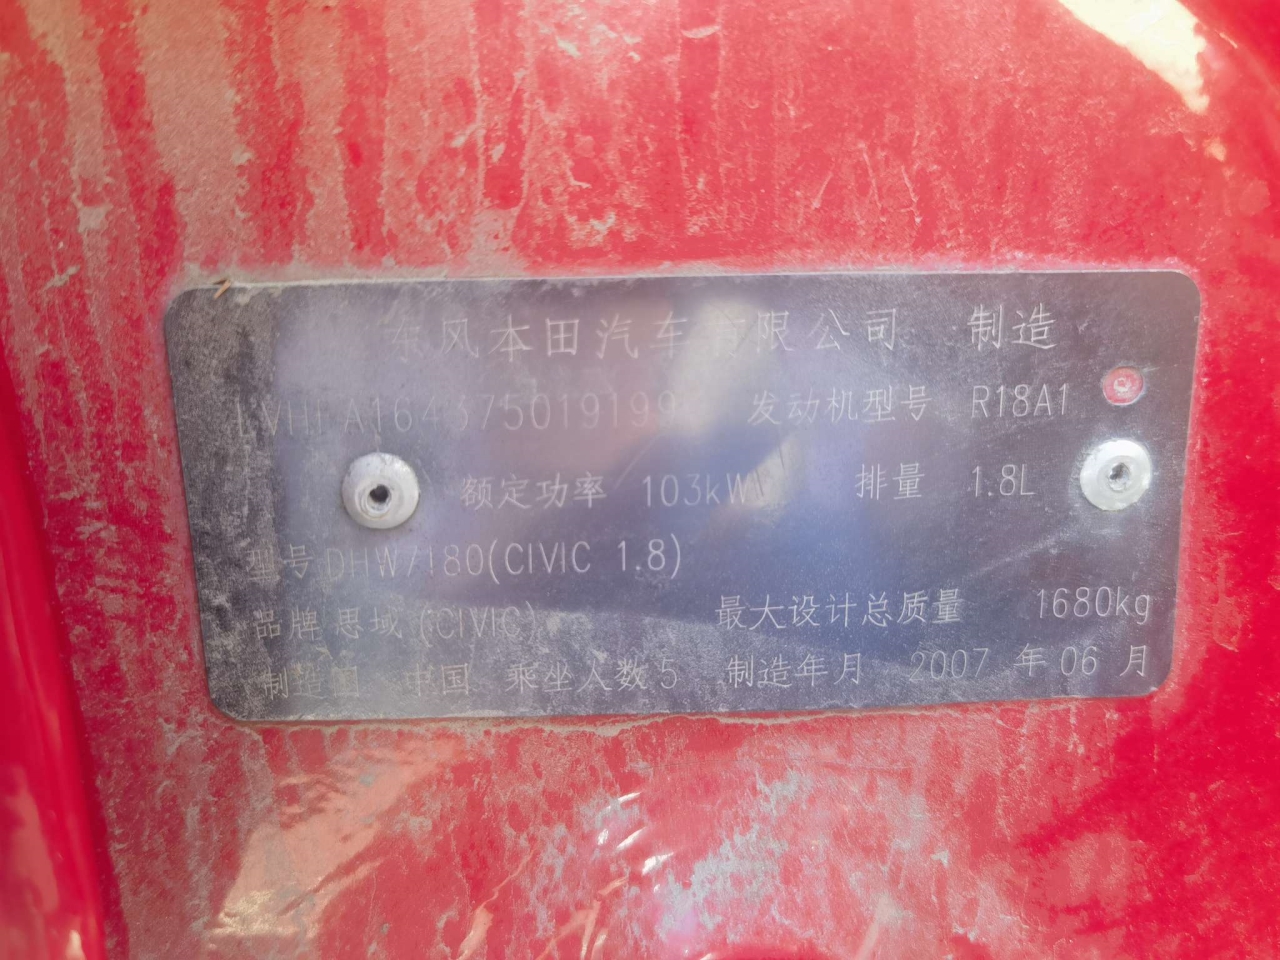 东风本田汽车有限公司 制造
发动机型号 R18A1
额定功率 103kW 排量 1.8L
型号 DHW7180(CIVIC 1.8)
品牌 思域 (CIVIC) 最大设计总质量 1680kg
制造国 中国 乘坐人数 5 制造年月 2007 年 06 月